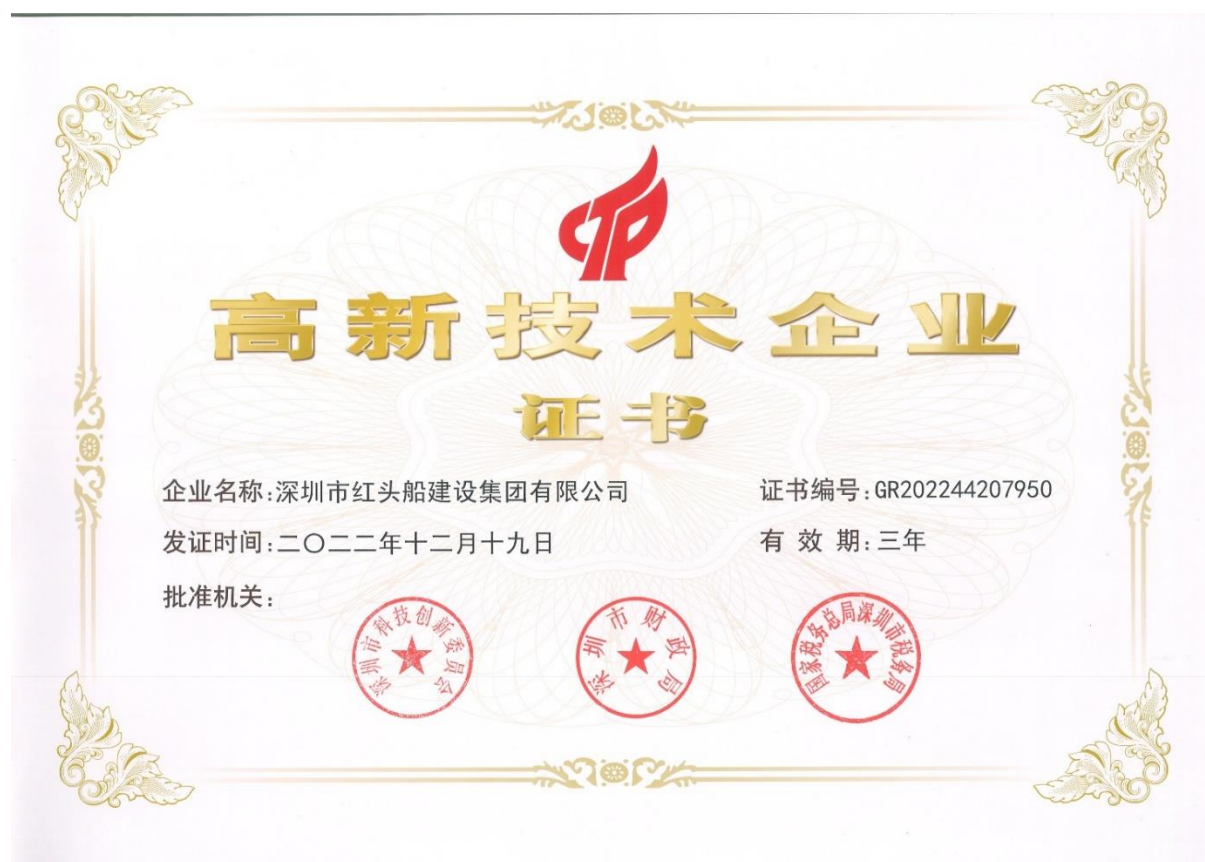 CTP
高新技术企业
证书
企业名称:深圳市红头船建设集团有限公司
证书编号:GR202244207950
发证时间:二〇二二年十二月十九日
有 效 期:三年
批准机关:
深圳市科技创新委员会
深圳市财政局
国家税务总局深圳市税务局